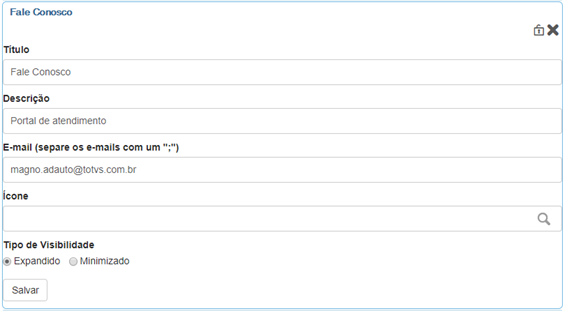 Fale Conosco
Título
Fale Conosco
Descrição
Portal de atendimento
E-mail (separe os e-mails com um ";")
magno.adauto@totvs.com.br
Ícone
Tipo de Visibilidade
Expandido Minimizado
Salvar